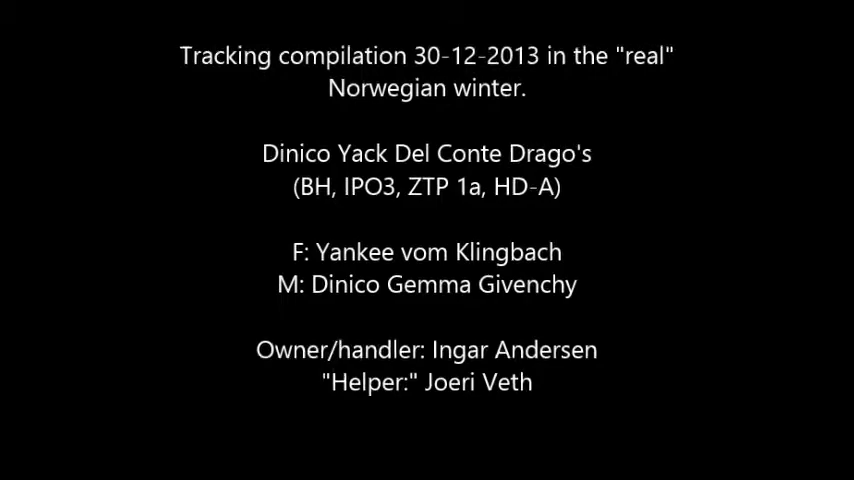 Tracking compilation 30-12-2013 in the "real"
Norwegian winter.
Dinico Yack Del Conte Drago's
(BH, IPO3, ZTP 1a, HD-A)
F: Yankee vom Klingbach
M: Dinico Gemma Givenchy
Owner/handler: Ingar Andersen
"Helper:" Joeri Veth